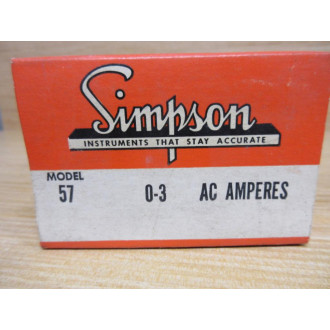 Simpson
INSTRUMENTS THAT STAY ACCURATE
MODEL
57 0-3 AC AMPERES